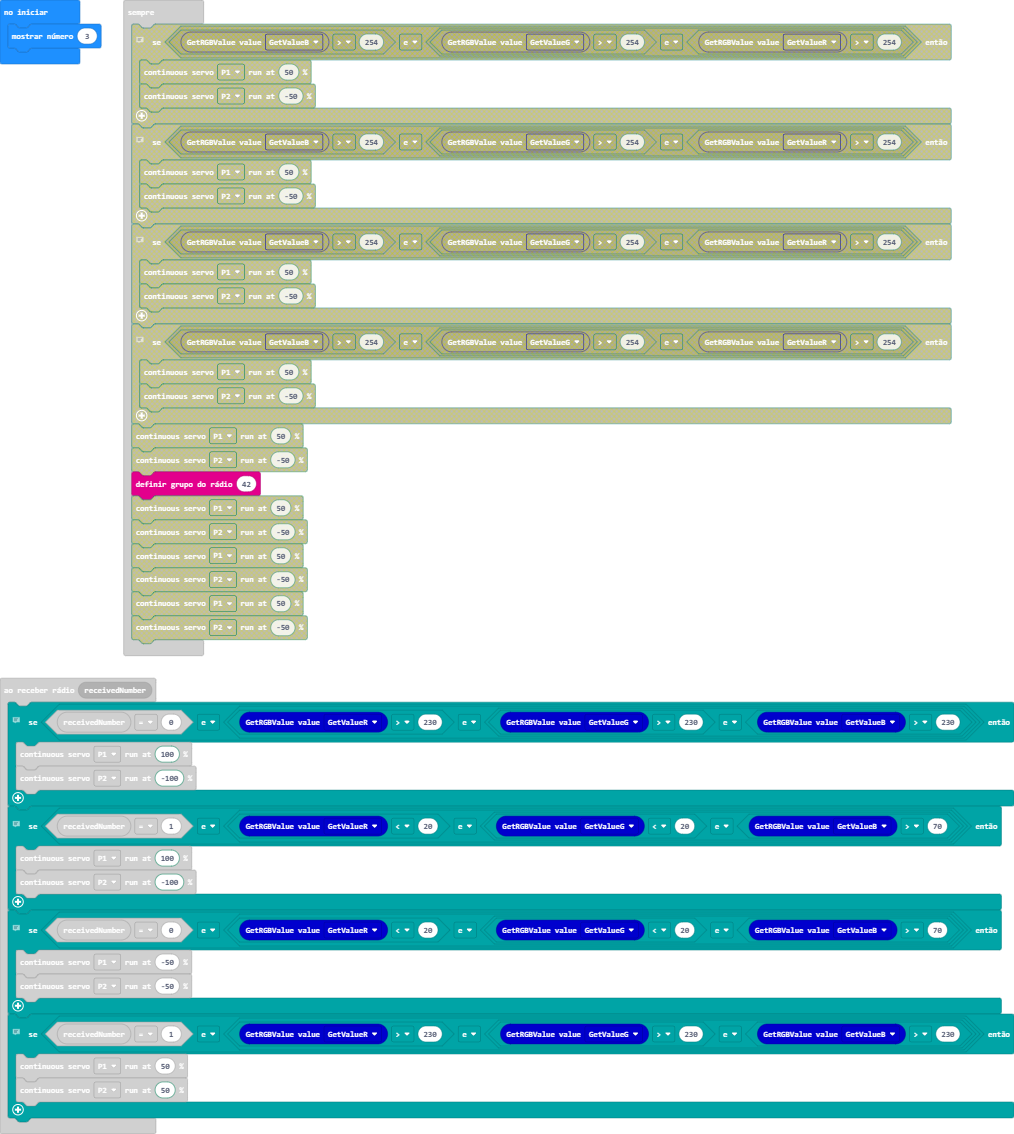 no iniciar
mostrar número 3
sempre
se GetRGBValue value GetValueB > 254 e GetRGBValue value GetValueG > 254 e GetRGBValue value GetValueR > 254 então
continuous servo P1 run at 50 %
continuous servo P2 run at -50 %
se GetRGBValue value GetValueB > 254 e GetRGBValue value GetValueG > 254 e GetRGBValue value GetValueR > 254 então
continuous servo P1 run at 50 %
continuous servo P2 run at -50 %
se GetRGBValue value GetValueB > 254 e GetRGBValue value GetValueG > 254 e GetRGBValue value GetValueR > 254 então
continuous servo P1 run at 50 %
continuous servo P2 run at -50 %
se GetRGBValue value GetValueB > 254 e GetRGBValue value GetValueG > 254 e GetRGBValue value GetValueR > 254 então
continuous servo P1 run at 50 %
continuous servo P2 run at -50 %
continuous servo P1 run at 50 %
continuous servo P2 run at -50 %
definir grupo do rádio 42
continuous servo P1 run at 50 %
continuous servo P2 run at -50 %
continuous servo P1 run at 50 %
continuous servo P2 run at -50 %
continuous servo P1 run at 50 %
continuous servo P2 run at -50 %
ao receber rádio receivedNumber
se receivedNumber = 0 e GetRGBValue value GetValueR > 230 e GetRGBValue value GetValueG > 230 e GetRGBValue value GetValueB > 230 então
continuous servo P1 run at 100 %
continuous servo P2 run at -100 %
se receivedNumber = 1 e GetRGBValue value GetValueR < 20 e GetRGBValue value GetValueG < 20 e GetRGBValue value GetValueB > 70 então
continuous servo P1 run at 100 %
continuous servo P2 run at -100 %
se receivedNumber = 0 e GetRGBValue value GetValueR < 20 e GetRGBValue value GetValueG < 20 e GetRGBValue value GetValueB > 70 então
continuous servo P1 run at -50 %
continuous servo P2 run at -50 %
se receivedNumber = 1 e GetRGBValue value GetValueR > 230 e GetRGBValue value GetValueG > 230 e GetRGBValue value GetValueB > 230 então
continuous servo P1 run at 50 %
continuous servo P2 run at 50 %